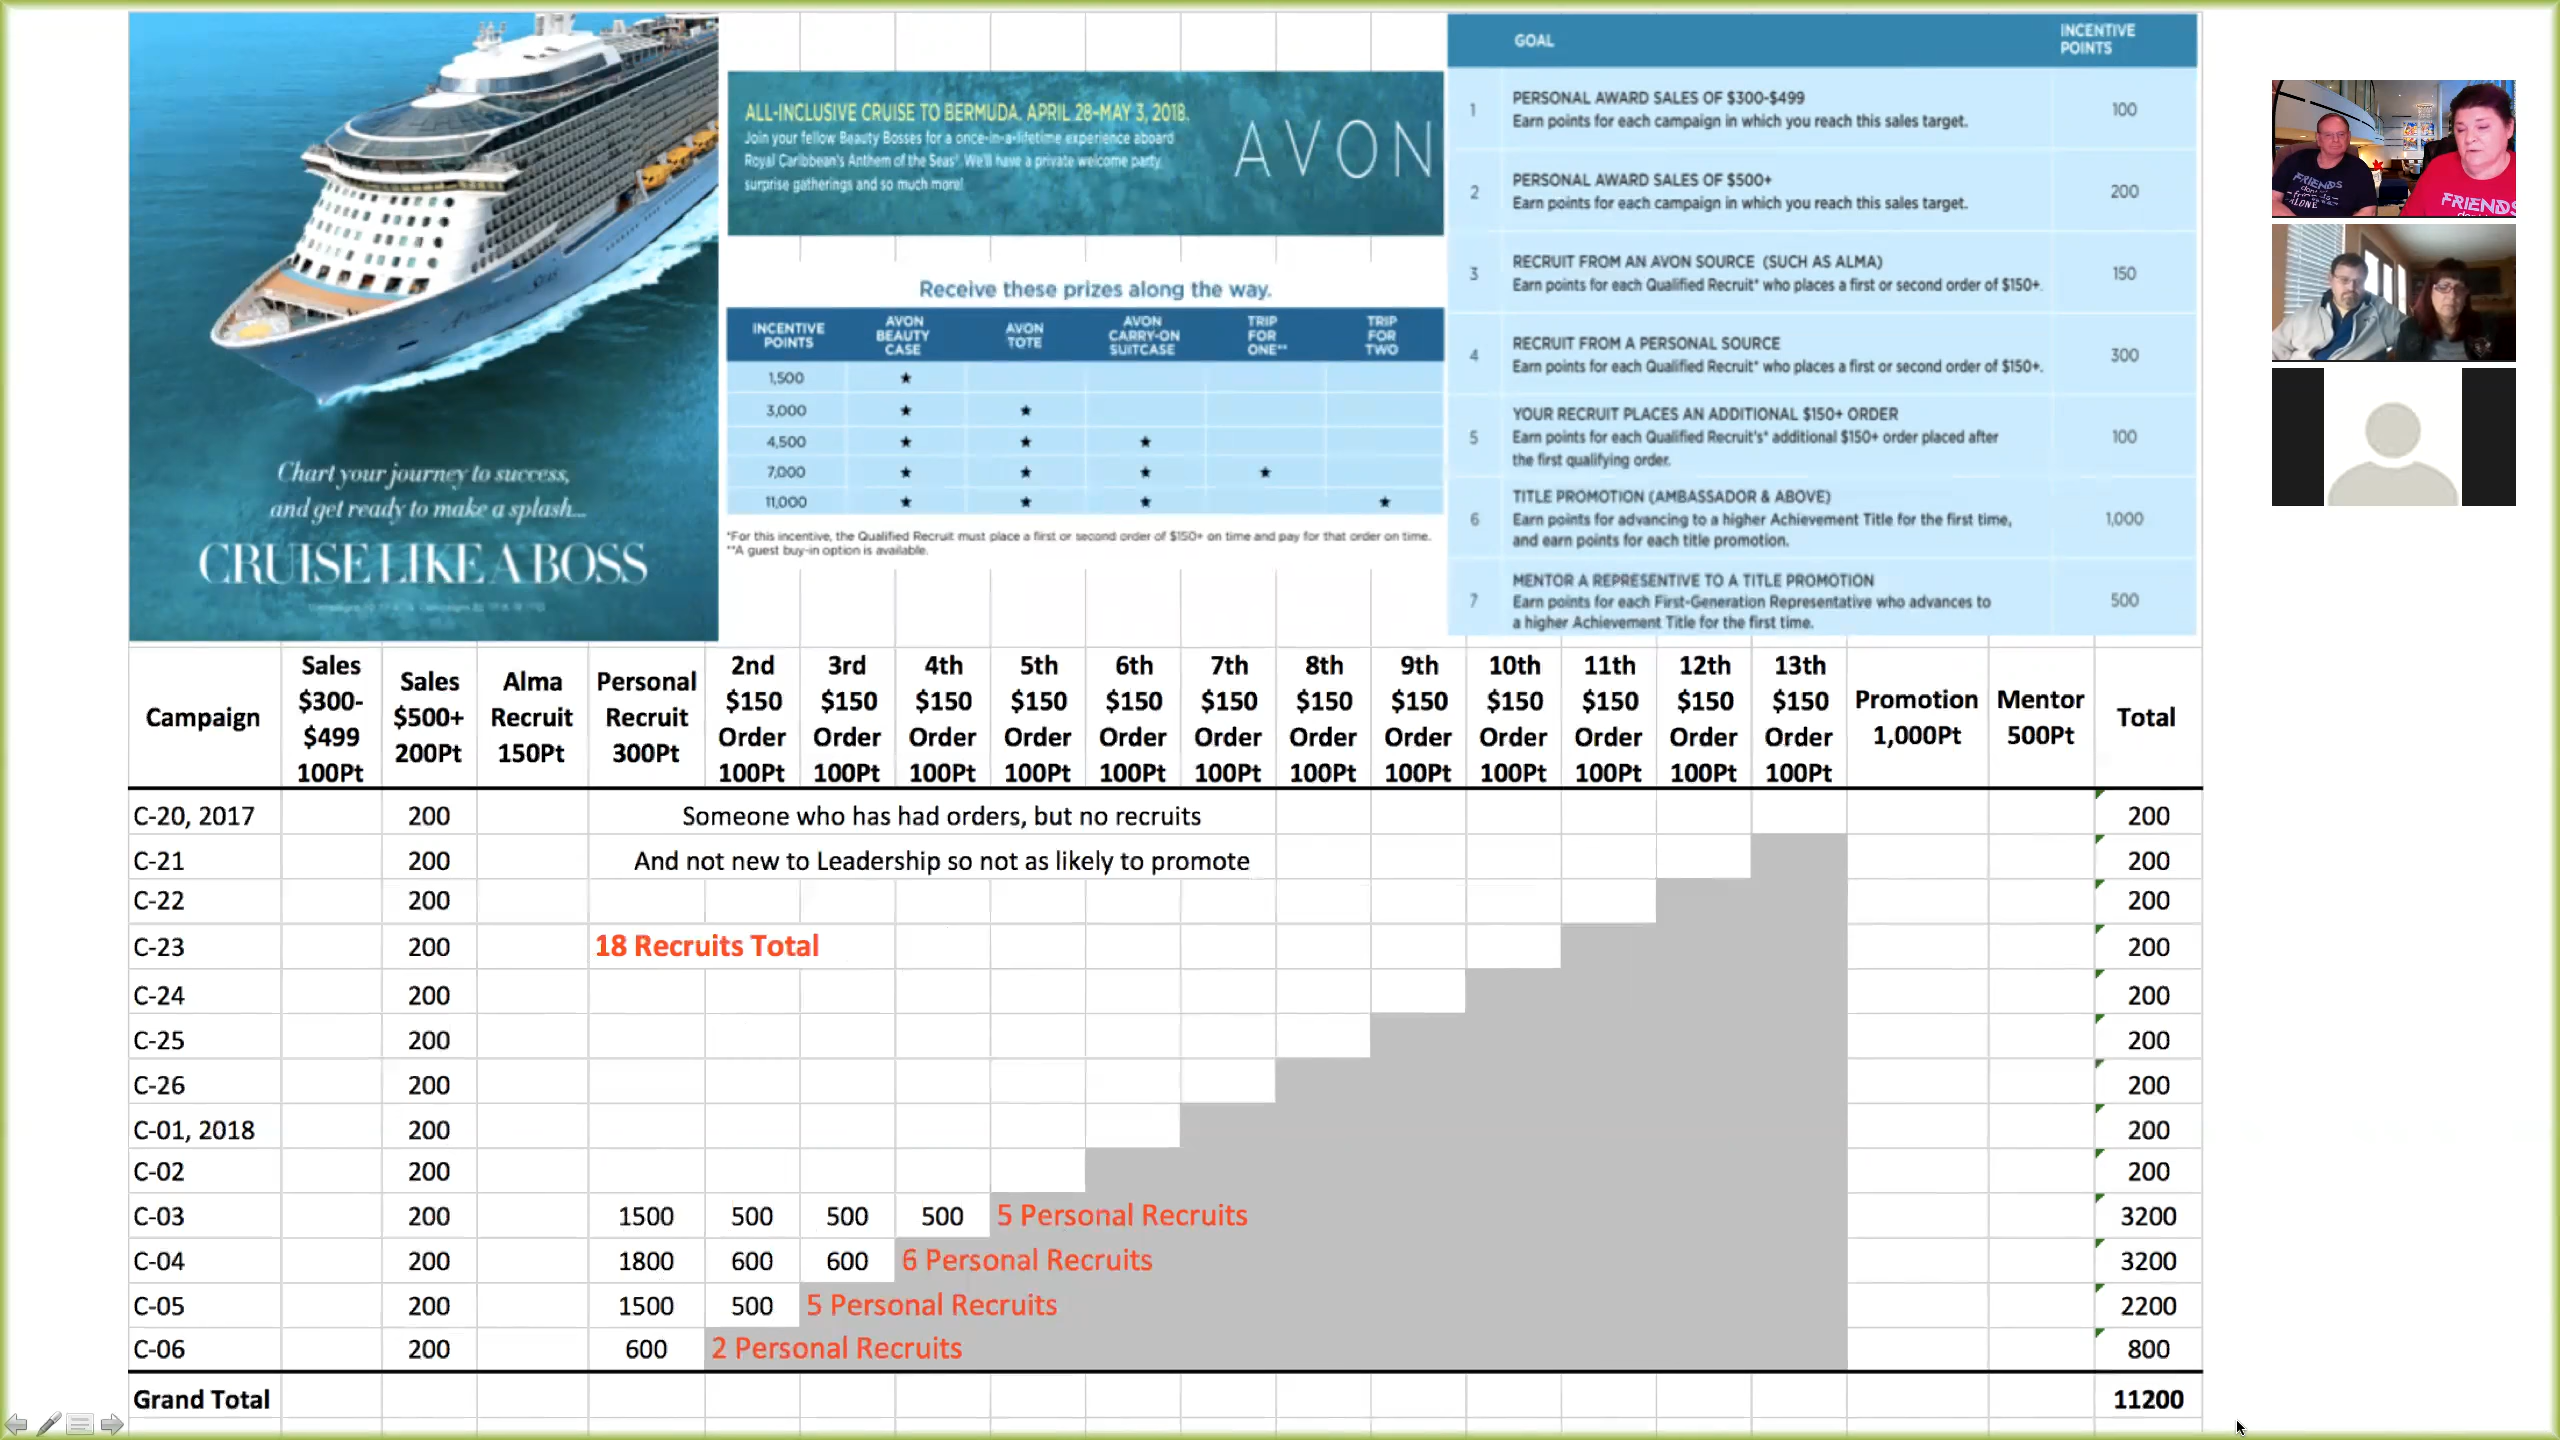 Chart your journey to success,
and get ready to make a splash...
CRUISE LIKE A BOSS
ALL-INCLUSIVE CRUISE TO BERMUDA. APRIL 28-MAY 3, 2018.
Join your fellow Beauty Bosses for a once-in-a-lifetime experience aboard
Royal Caribbean's Anthem of the Seas® We'll have a private welcome party
surprise gatherings and so much more!
AVON
Receive these prizes along the way.
INCENTIVE POINTS AVON BEAUTY CASE AVON TOTE AVON CARRY-ON SUITCASE TRIP FOR ONE** TRIP FOR TWO
1,500 ★
3,000 ★ ★
4,500 ★ ★ ★
7,000 ★ ★ ★ ★
11,000 ★ ★ ★ ★
*For this incentive, the Qualified Recruit must place a first or second order of $150+ on time and pay for that order on time.
**A guest buy-in option is available.
GOAL INCENTIVE POINTS
1 PERSONAL AWARD SALES OF $300-$499 100
Earn points for each campaign in which you reach this sales target.
2 PERSONAL AWARD SALES OF $500+ 200
Earn points for each campaign in which you reach this sales target.
3 RECRUIT FROM AN AVON SOURCE (SUCH AS ALMA) 150
Earn points for each Qualified Recruit* who places a first or second order of $150+.
4 RECRUIT FROM A PERSONAL SOURCE 300
Earn points for each Qualified Recruit* who places a first or second order of $150+.
5 YOUR RECRUIT PLACES AN ADDITIONAL $150+ ORDER 100
Earn points for each Qualified Recruit's* additional $150+ order placed after
the first qualifying order.
6 TITLE PROMOTION (AMBASSADOR & ABOVE) 1,000
Earn points for advancing to a higher Achievement Title for the first time,
and earn points for each title promotion.
7 MENTOR A REPRESENTATIVE TO A TITLE PROMOTION 500
Earn points for each First-Generation Representative who advances to
a higher Achievement Title for the first time.
FRIENDS
FRIENDS
Campaign Sales $300-$499 100Pt Sales $500+ 200Pt Alma Recruit 150Pt Personal Recruit 300Pt 2nd $150 Order 100Pt 3rd $150 Order 100Pt 4th $150 Order 100Pt 5th $150 Order 100Pt 6th $150 Order 100Pt 7th $150 Order 100Pt 8th $150 Order 100Pt 9th $150 Order 100Pt 10th $150 Order 100Pt 11th $150 Order 100Pt 12th $150 Order 100Pt 13th $150 Order 100Pt Promotion 1,000Pt Mentor 500Pt Total
C-20, 2017 200 Someone who has had orders, but no recruits 200
C-21 200 And not new to Leadership so not as likely to promote 200
C-22 200 200
C-23 200 18 Recruits Total 200
C-24 200 200
C-25 200 200
C-26 200 200
C-01, 2018 200 200
C-02 200 200
C-03 200 1500 500 500 500 5 Personal Recruits 3200
C-04 200 1800 600 600 6 Personal Recruits 3200
C-05 200 1500 500 5 Personal Recruits 2200
C-06 200 600 2 Personal Recruits 800
Grand Total 11200